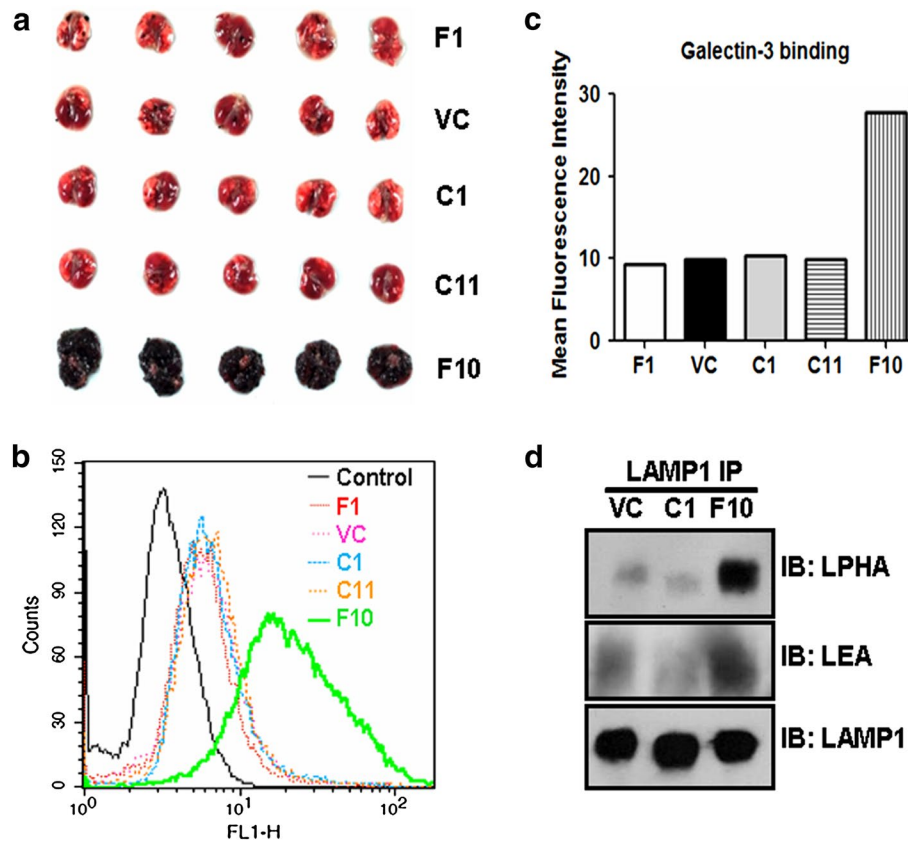 a
F1
VC
C1
C11
F10
c
Galectin-3 binding
Mean Fluorescence Intensity
30
20
10
0
F1 VC C1 C11 F10
b
150
120
90
60
30
0
Counts
Control
F1
VC
C1
C11
F10
10⁰ 10¹ 10²
FL1-H
d
LAMP1 IP
VC C1 F10
IB: LPHA
IB: LEA
IB: LAMP1